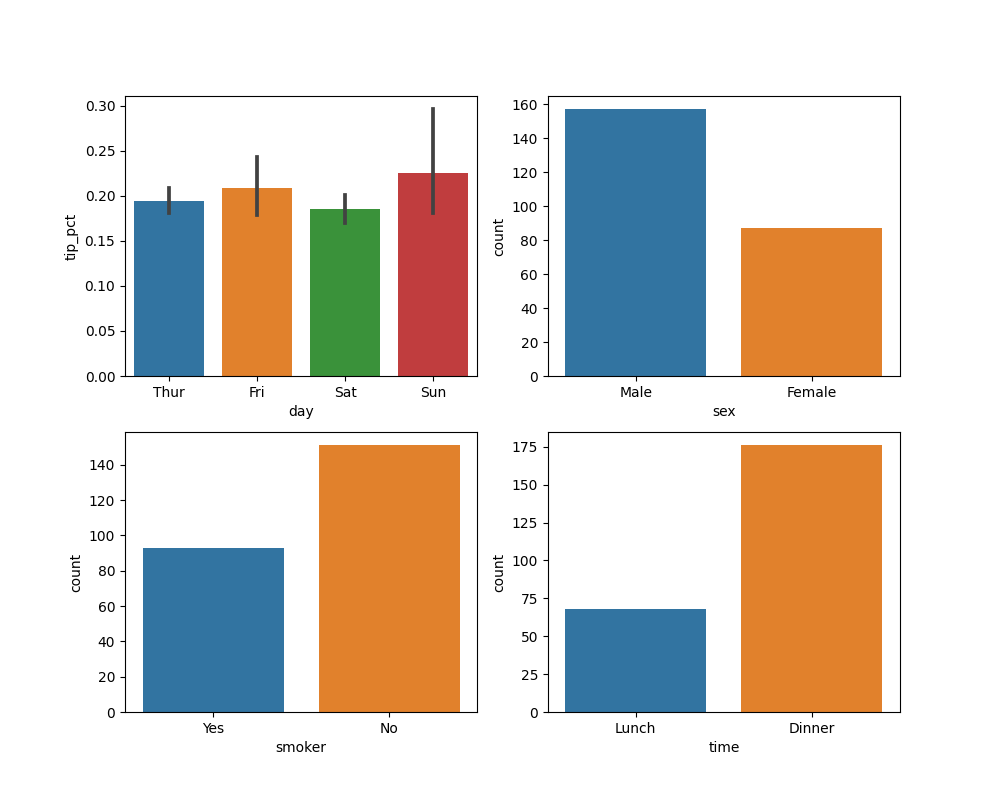 0.30
0.25
0.20
0.15
0.10
0.05
0.00
tip_pct
Thur Fri Sat Sun
day
160
140
120
100
80
60
40
20
0
count
Male Female
sex
140
120
100
80
60
40
20
0
count
Yes No
smoker
175
150
125
100
75
50
25
0
count
Lunch Dinner
time